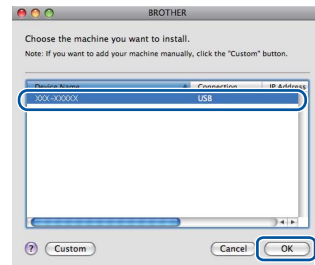 BROTHER
Choose the machine you want to install.
Note: If you want to add your machine manually, click the "Custom" button.
Device Name Connection IP Address
XXX-XXXXX USB
? Custom Cancel OK